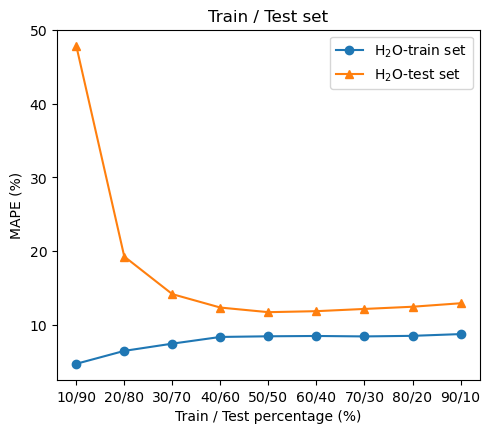 Train / Test set
H₂O-train set
H₂O-test set
MAPE (%)
50
40
30
20
10
10/90 20/80 30/70 40/60 50/50 60/40 70/30 80/20 90/10
Train / Test percentage (%)